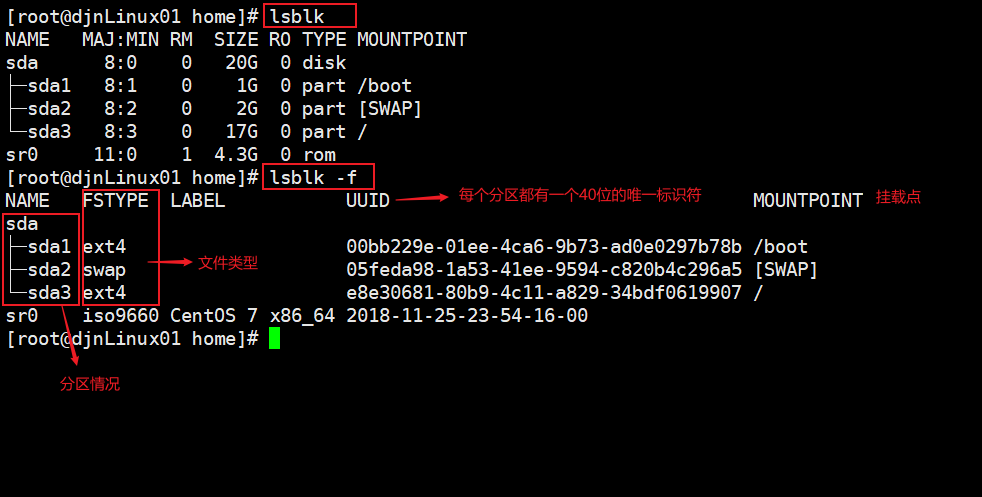 [root@djnLinux01 home]# lsblk
NAME   MAJ:MIN RM  SIZE RO TYPE MOUNTPOINT
sda      8:0    0   20G  0 disk
├─sda1   8:1    0    1G  0 part /boot
├─sda2   8:2    0    2G  0 part [SWAP]
└─sda3   8:3    0   17G  0 part /
sr0     11:0    1  4.3G  0 rom
[root@djnLinux01 home]# lsblk -f
每个分区都有一个40位的唯一标识符
NAME   FSTYPE  LABEL           UUID                                 MOUNTPOINT 挂载点
sda
├─sda1 ext4                    00bb229e-01ee-4ca6-9b73-ad0e0297b78b /boot
├─sda2 swap                    05feda98-1a53-41ee-9594-c820b4c296a5 [SWAP]
文件类型
└─sda3 ext4                    e8e30681-80b9-4c11-a829-34bdf0619907 /
sr0    iso9660 CentOS 7 x86_64 2018-11-25-23-54-16-00
[root@djnLinux01 home]#
分区情况